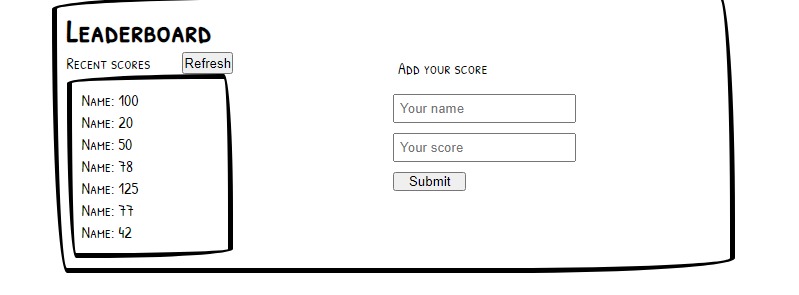 Leaderboard
Recent scores
Refresh
Name: 100
Name: 20
Name: 50
Name: 78
Name: 125
Name: 77
Name: 42
Add your score
Your name
Your score
Submit